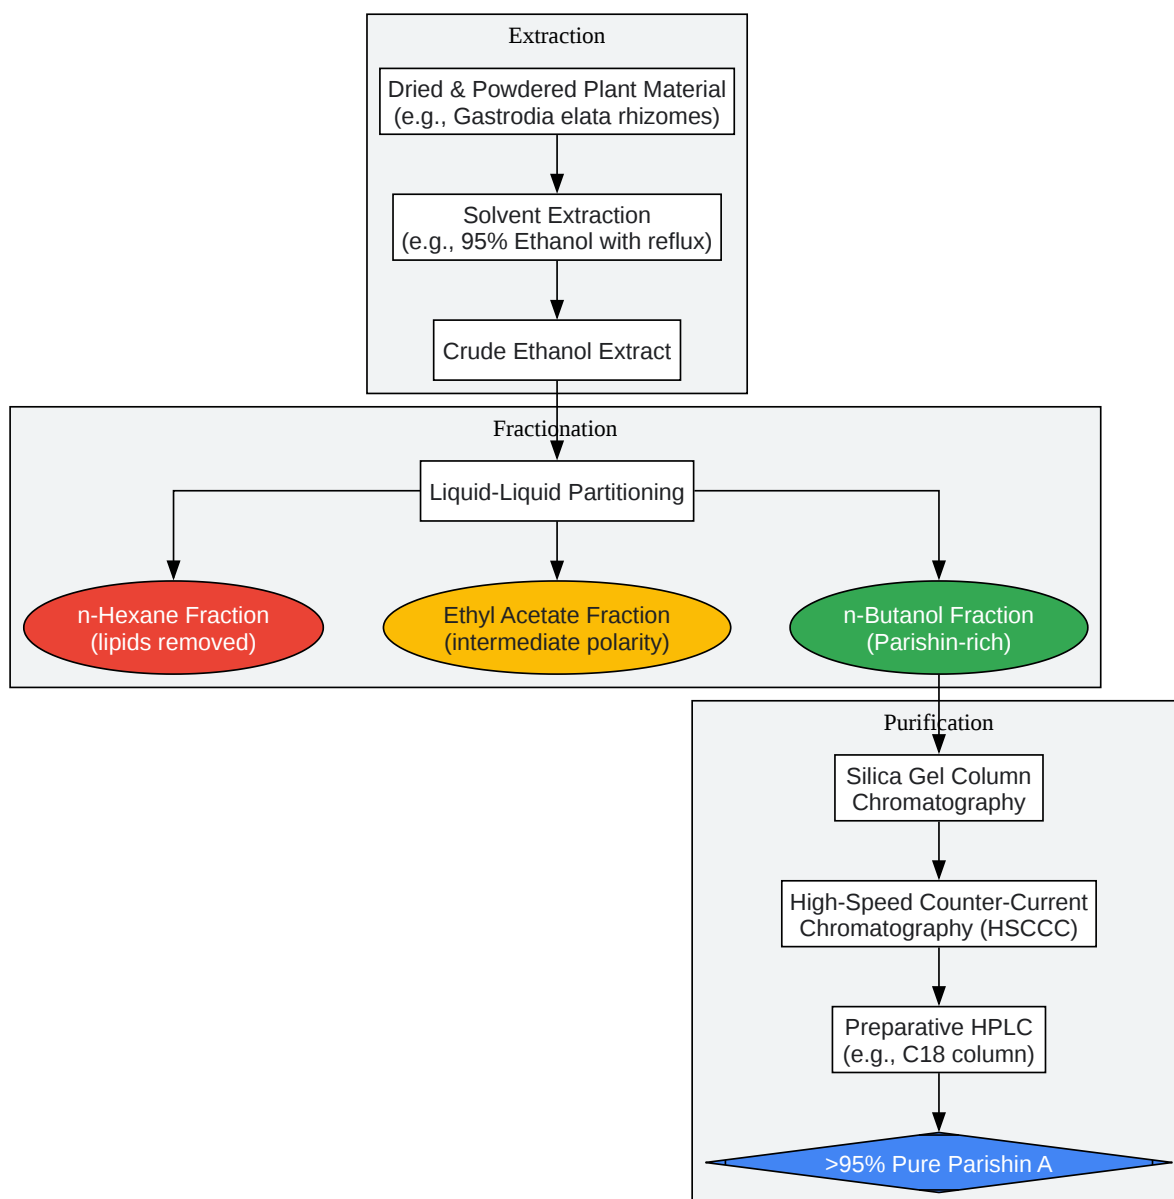 Extraction
Dried & Powdered Plant Material
(e.g., Gastrodia elata rhizomes)
Solvent Extraction
(e.g., 95% Ethanol with reflux)
Crude Ethanol Extract
Fractionation
Liquid-Liquid Partitioning
n-Hexane Fraction
(lipids removed)
Ethyl Acetate Fraction
(intermediate polarity)
n-Butanol Fraction
(Parishin-rich)
Purification
Silica Gel Column
Chromatography
High-Speed Counter-Current
Chromatography (HSCCC)
Preparative HPLC
(e.g., C18 column)
>95% Pure Parishin A